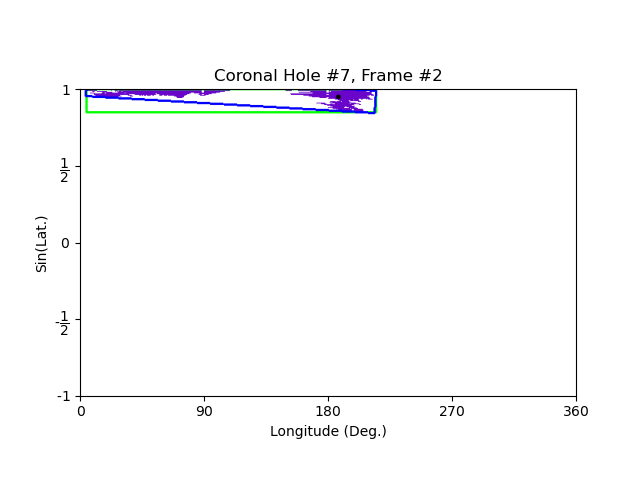 Coronal Hole #7, Frame #2
1
1/2
0
-1/2
-1
Sin(Lat.)
0 90 180 270 360
Longitude (Deg.)